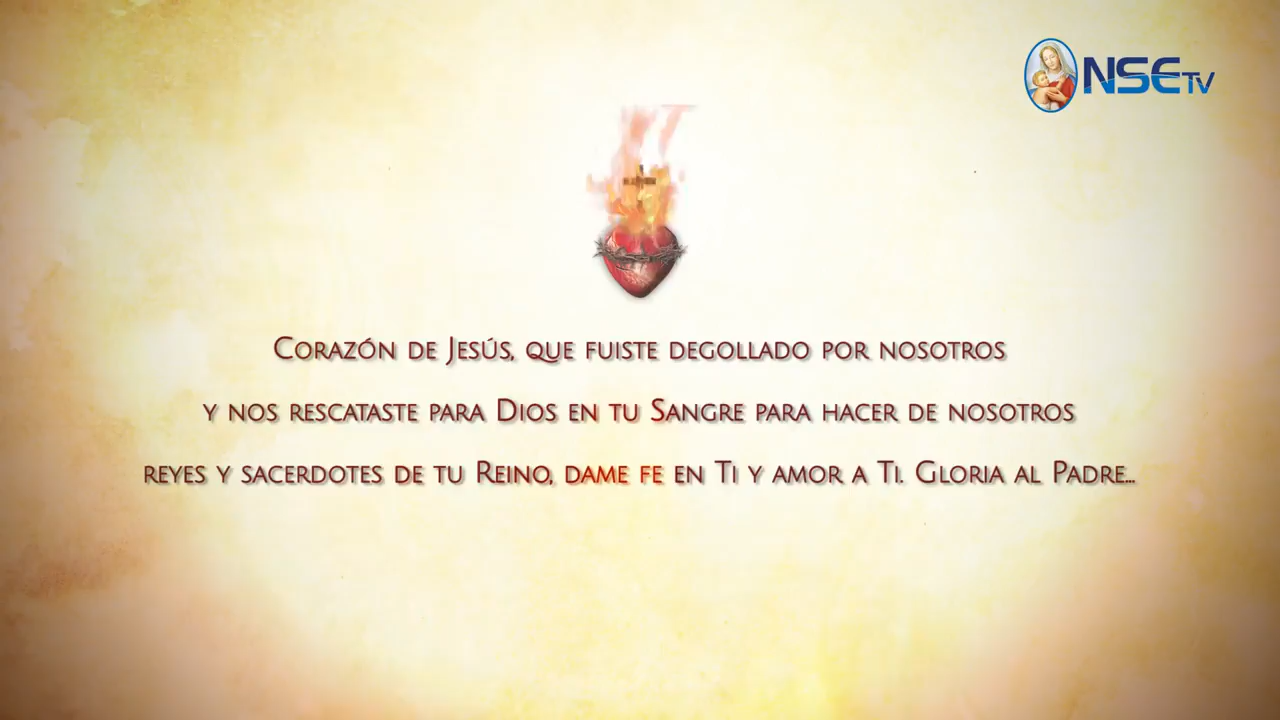 NSETV
Corazón de Jesús, que fuiste degollado por nosotros
y nos rescataste para Dios en tu Sangre para hacer de nosotros
reyes y sacerdotes de tu Reino, dame fe en Ti y amor a Ti. Gloria al Padre...